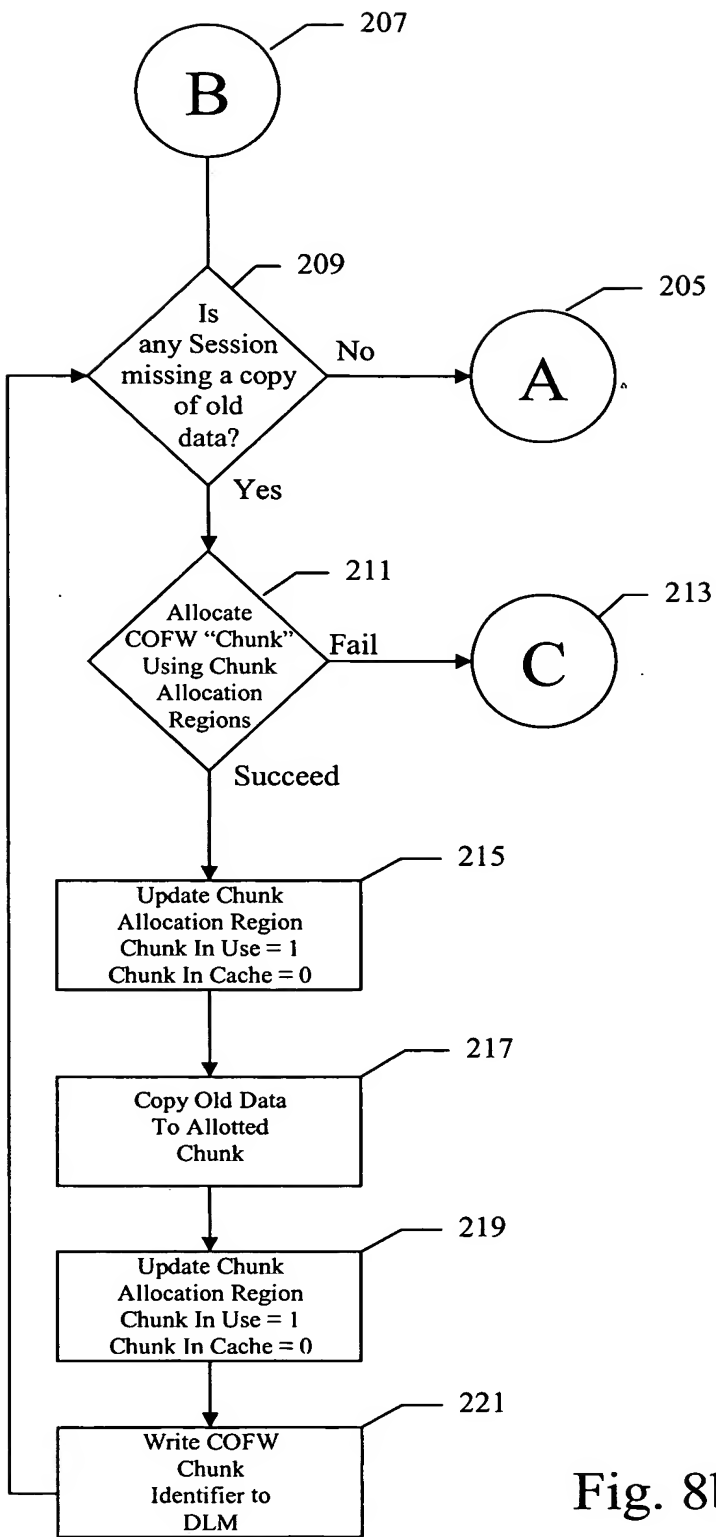 207
B
209
Is
any Session
missing a copy
of old
data?
No
205
A
Yes
211
Allocate
COFW “Chunk”
Using Chunk
Allocation
Regions
Fail
213
C
Succeed
215
Update Chunk
Allocation Region
Chunk In Use = 1
Chunk In Cache = 0
217
Copy Old Data
To Allotted
Chunk
219
Update Chunk
Allocation Region
Chunk In Use = 1
Chunk In Cache = 0
221
Write COFW
Chunk
Identifier to
DLM
Fig. 8b